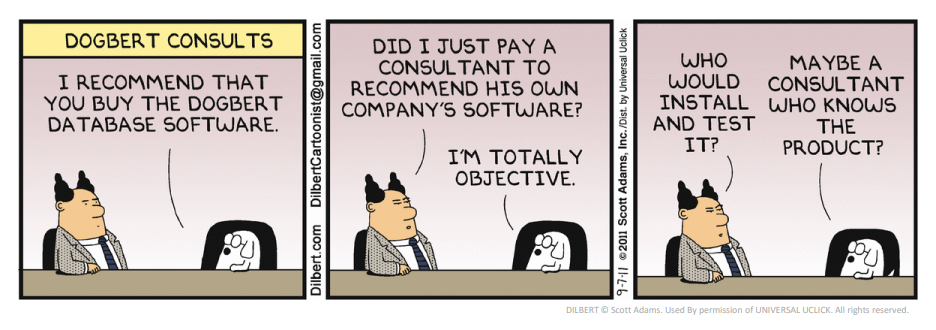 DOGBERT CONSULTS
I RECOMMEND THAT
YOU BUY THE DOGBERT
DATABASE SOFTWARE.
Dilbert.com DilbertCartoonist@gmail.com
DID I JUST PAY A
CONSULTANT TO
RECOMMEND HIS OWN
COMPANY'S SOFTWARE?
I'M TOTALLY
OBJECTIVE.
9-7-11 ©2011 Scott Adams, Inc./Dist. by Universal Uclick
WHO
WOULD
INSTALL
AND TEST
IT?
MAYBE A
CONSULTANT
WHO KNOWS
THE
PRODUCT?
DILBERT © Scott Adams. Used By permission of UNIVERSAL UCLICK. All rights reserved.